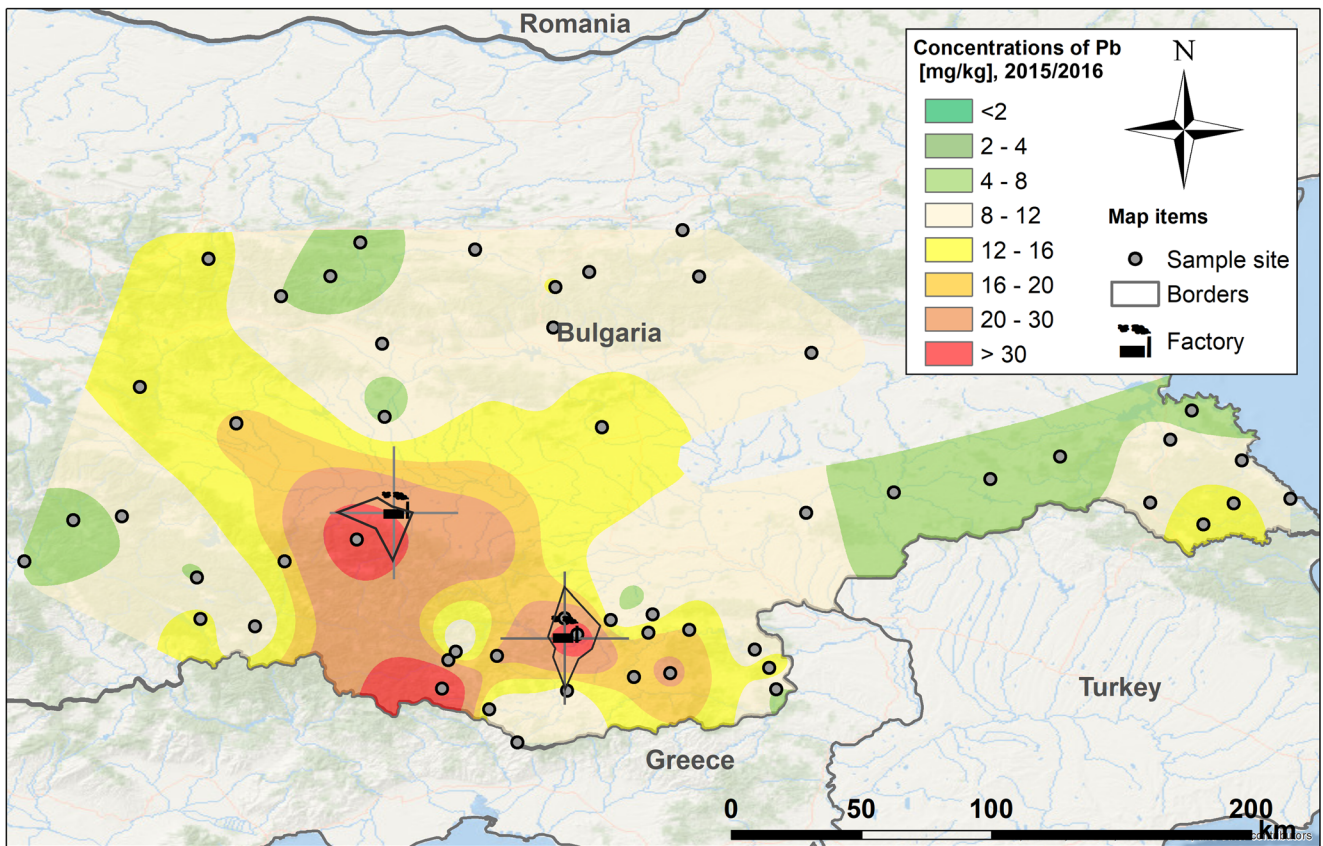 Romania
Concentrations of Pb
[mg/kg], 2015/2016
N
<2
2 - 4
4 - 8
8 - 12
12 - 16
16 - 20
20 - 30
> 30
Map items
Sample site
Borders
Factory
Bulgaria
Turkey
Greece
0 50 100 200
km
contributors